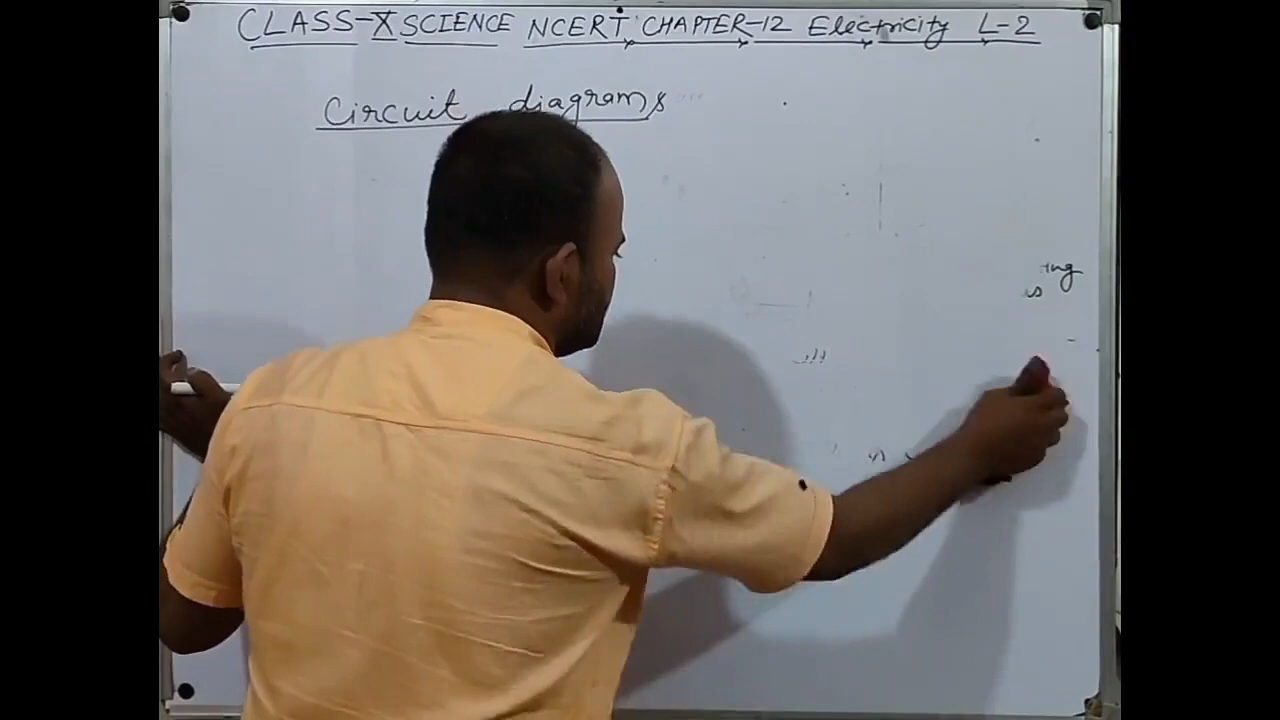 CLASS-X SCIENCE NCERT CHAPTER-12 Electricity L-2
Circuit diagrams